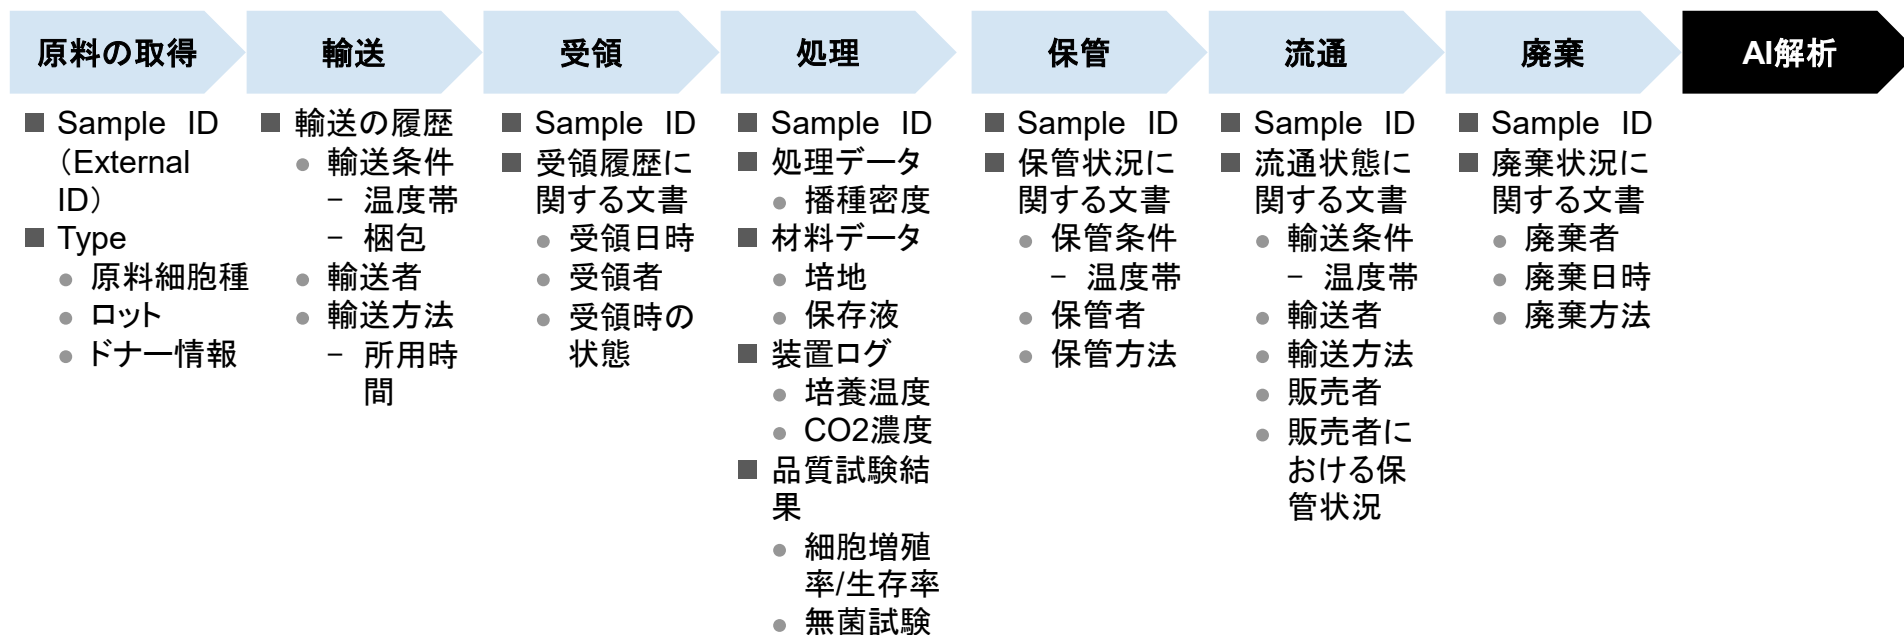 原料の取得
輸送
受領
処理
保管
流通
廃棄
AI解析
■ Sample ID
（External
ID）
■ Type
● 原料細胞種
● ロット
● ドナー情報
■ 輸送の履歴
● 輸送条件
− 温度帯
− 梱包
● 輸送者
● 輸送方法
− 所用時
間
■ Sample ID
■ 受領履歴に
関する文書
● 受領日時
● 受領者
● 受領時の
状態
■ Sample ID
■ 処理データ
● 播種密度
■ 材料データ
● 培地
● 保存液
■ 装置ログ
● 培養温度
● CO2濃度
■ 品質試験結
果
● 細胞増殖
率/生存率
● 無菌試験
■ Sample ID
■ 保管状況に
関する文書
● 保管条件
− 温度帯
● 保管者
● 保管方法
■ Sample ID
■ 流通状態に
関する文書
● 輸送条件
− 温度帯
● 輸送者
● 輸送方法
● 販売者
● 販売者に
おける保
管状況
■ Sample ID
■ 廃棄状況に
関する文書
● 廃棄者
● 廃棄日時
● 廃棄方法